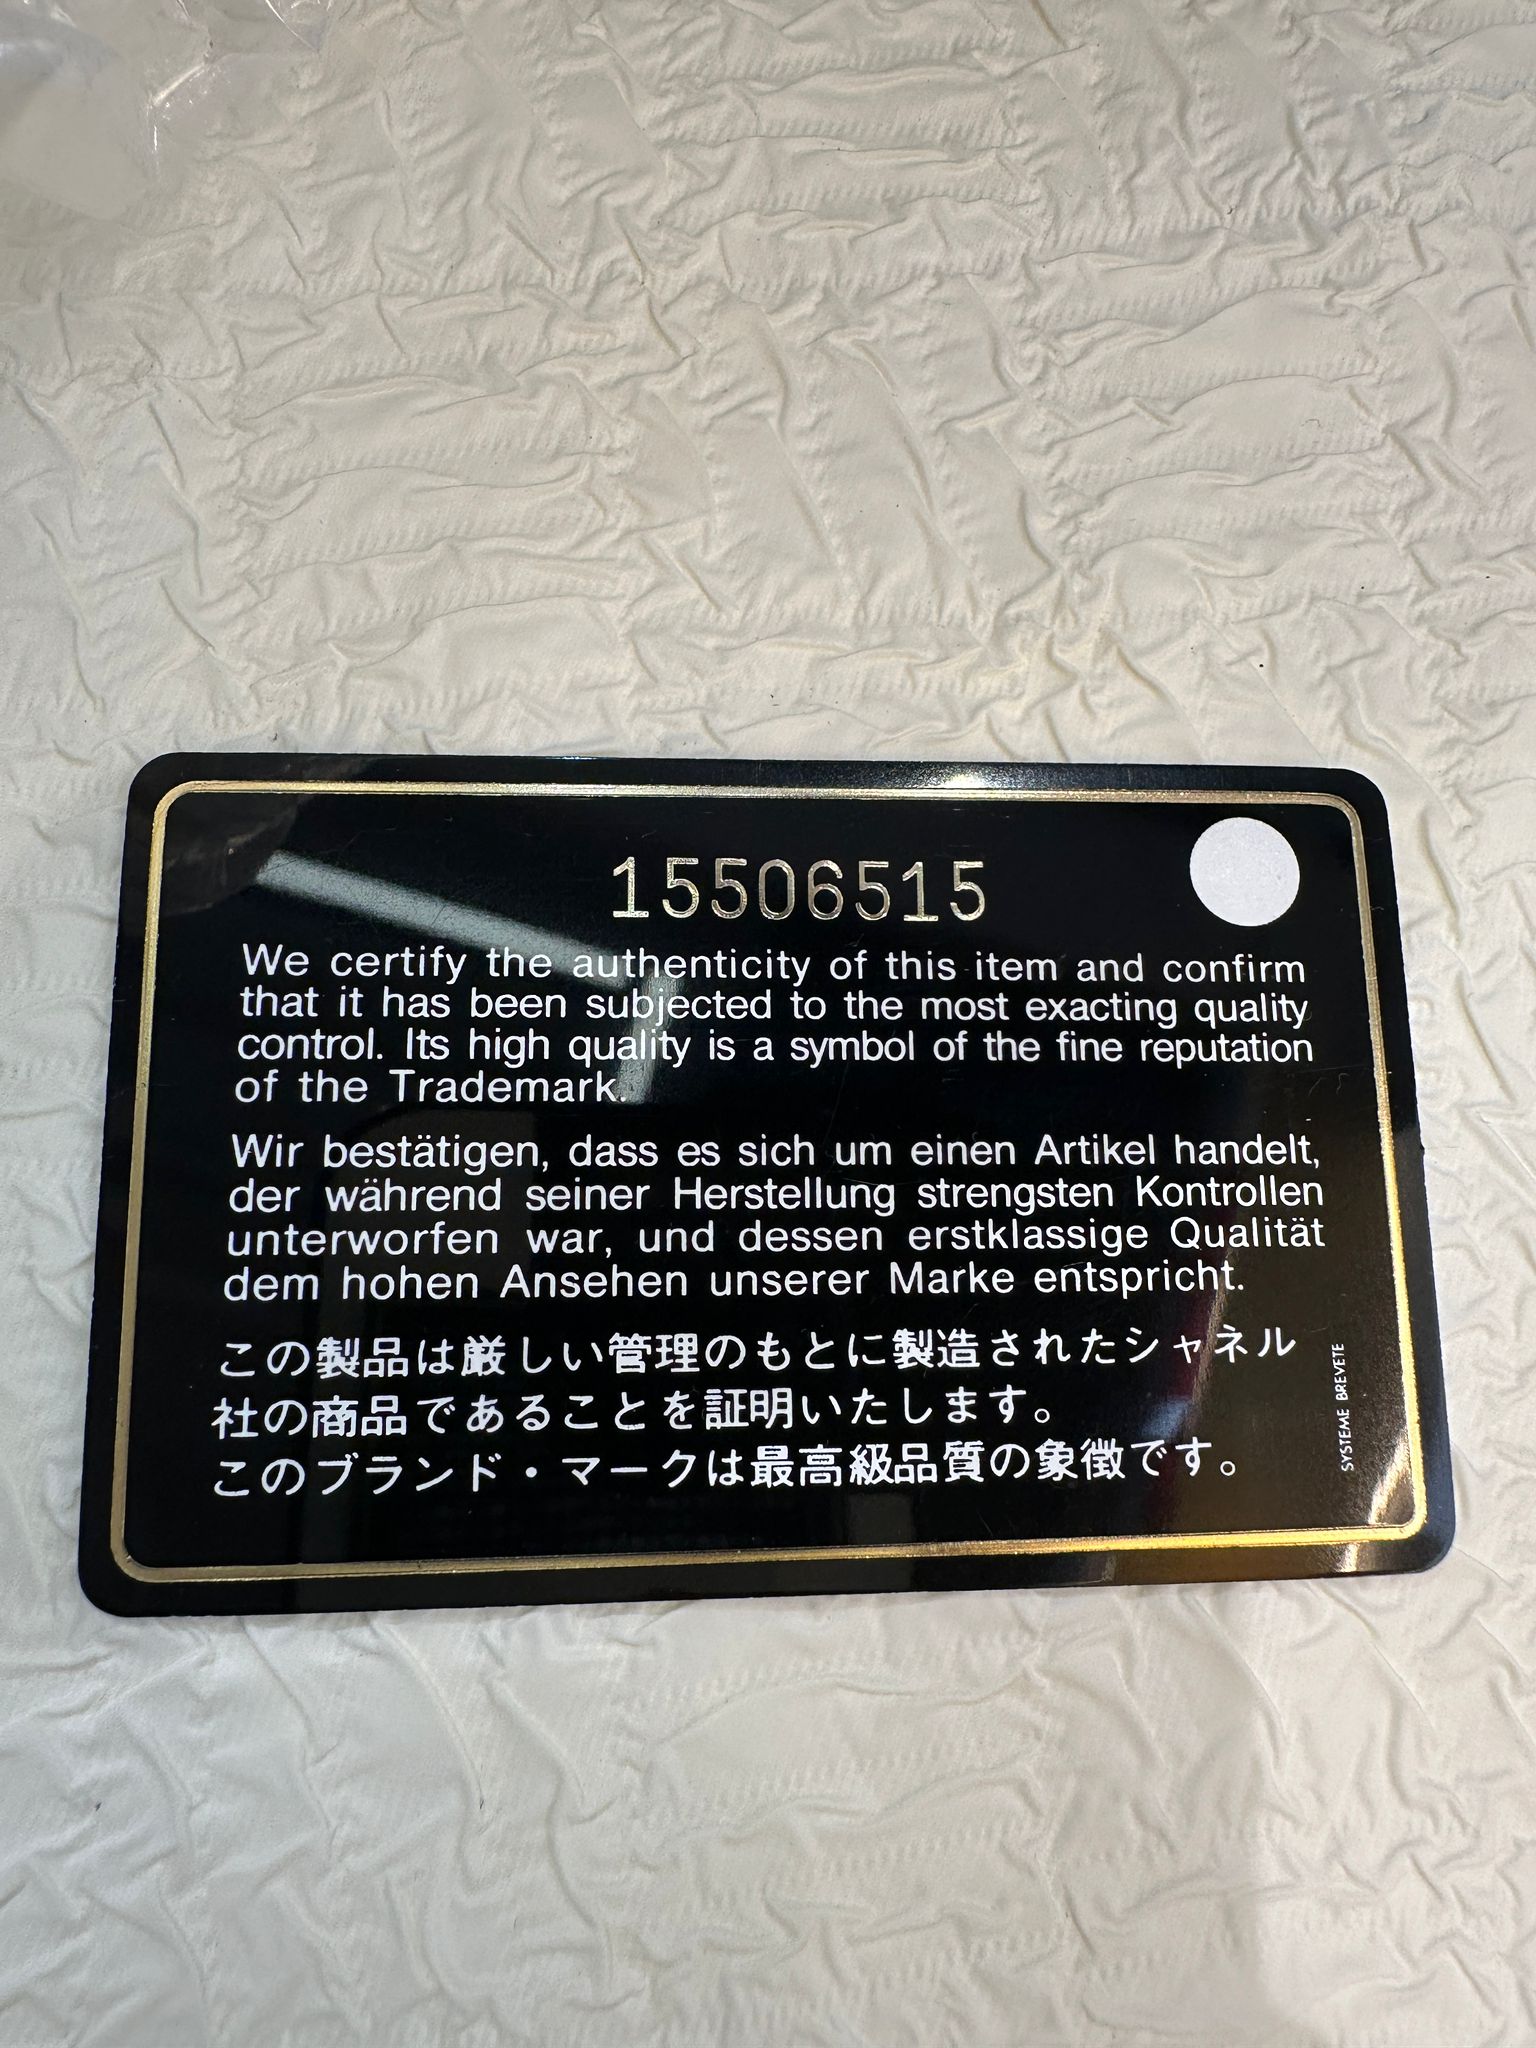 15506515
We certify the authenticity of this item and confirm
that it has been subjected to the most exacting quality
control. Its high quality is a symbol of the fine reputation
of the Trademark.
Wir bestätigen, dass es sich um einen Artikel handelt,
der während seiner Herstellung strengsten Kontrollen
unterworfen war, und dessen erstklassige Qualität
dem hohen Ansehen unserer Marke entspricht.
この製品は厳しい管理のもとに製造されたシャネル
社の商品であることを証明いたします。
このブランド・マークは最高級品質の象徴です。
SYSTEME BREVETE